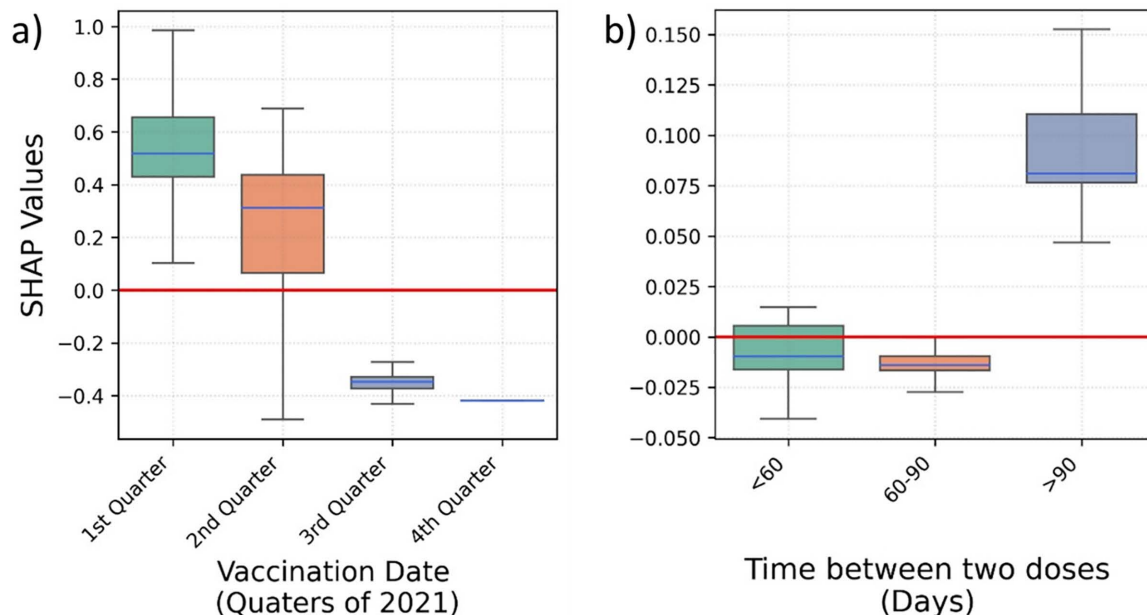 a)
SHAP Values
1.0
0.8
0.6
0.4
0.2
0.0
−0.2
−0.4
1st Quarter
2nd Quarter
3rd Quarter
4th Quarter
Vaccination Date
(Quaters of 2021)
b)
0.150
0.125
0.100
0.075
0.050
0.025
0.000
−0.025
−0.050
<60
60-90
>90
Time between two doses
(Days)